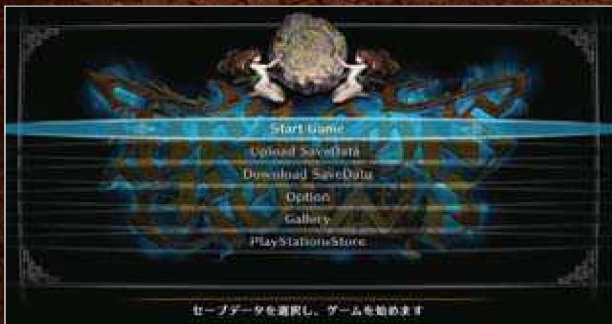 Start Game
Upload SaveData
Download SaveData
Option
Gallery
PlayStation®Store
セーブデータを選択し、ゲームを始めます